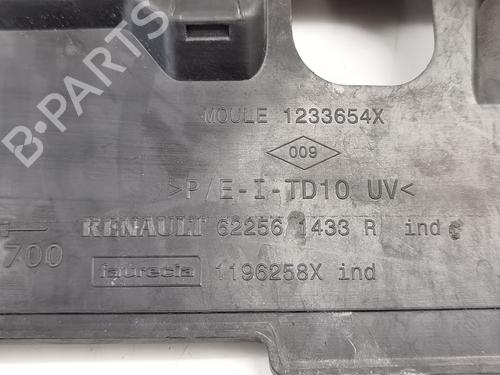 MOULE 1233654X
009
>P/E-I-TD10 UV<
RENAULT 62256 1433 R ind
700
faurecia 1196258X ind
B-PARTS